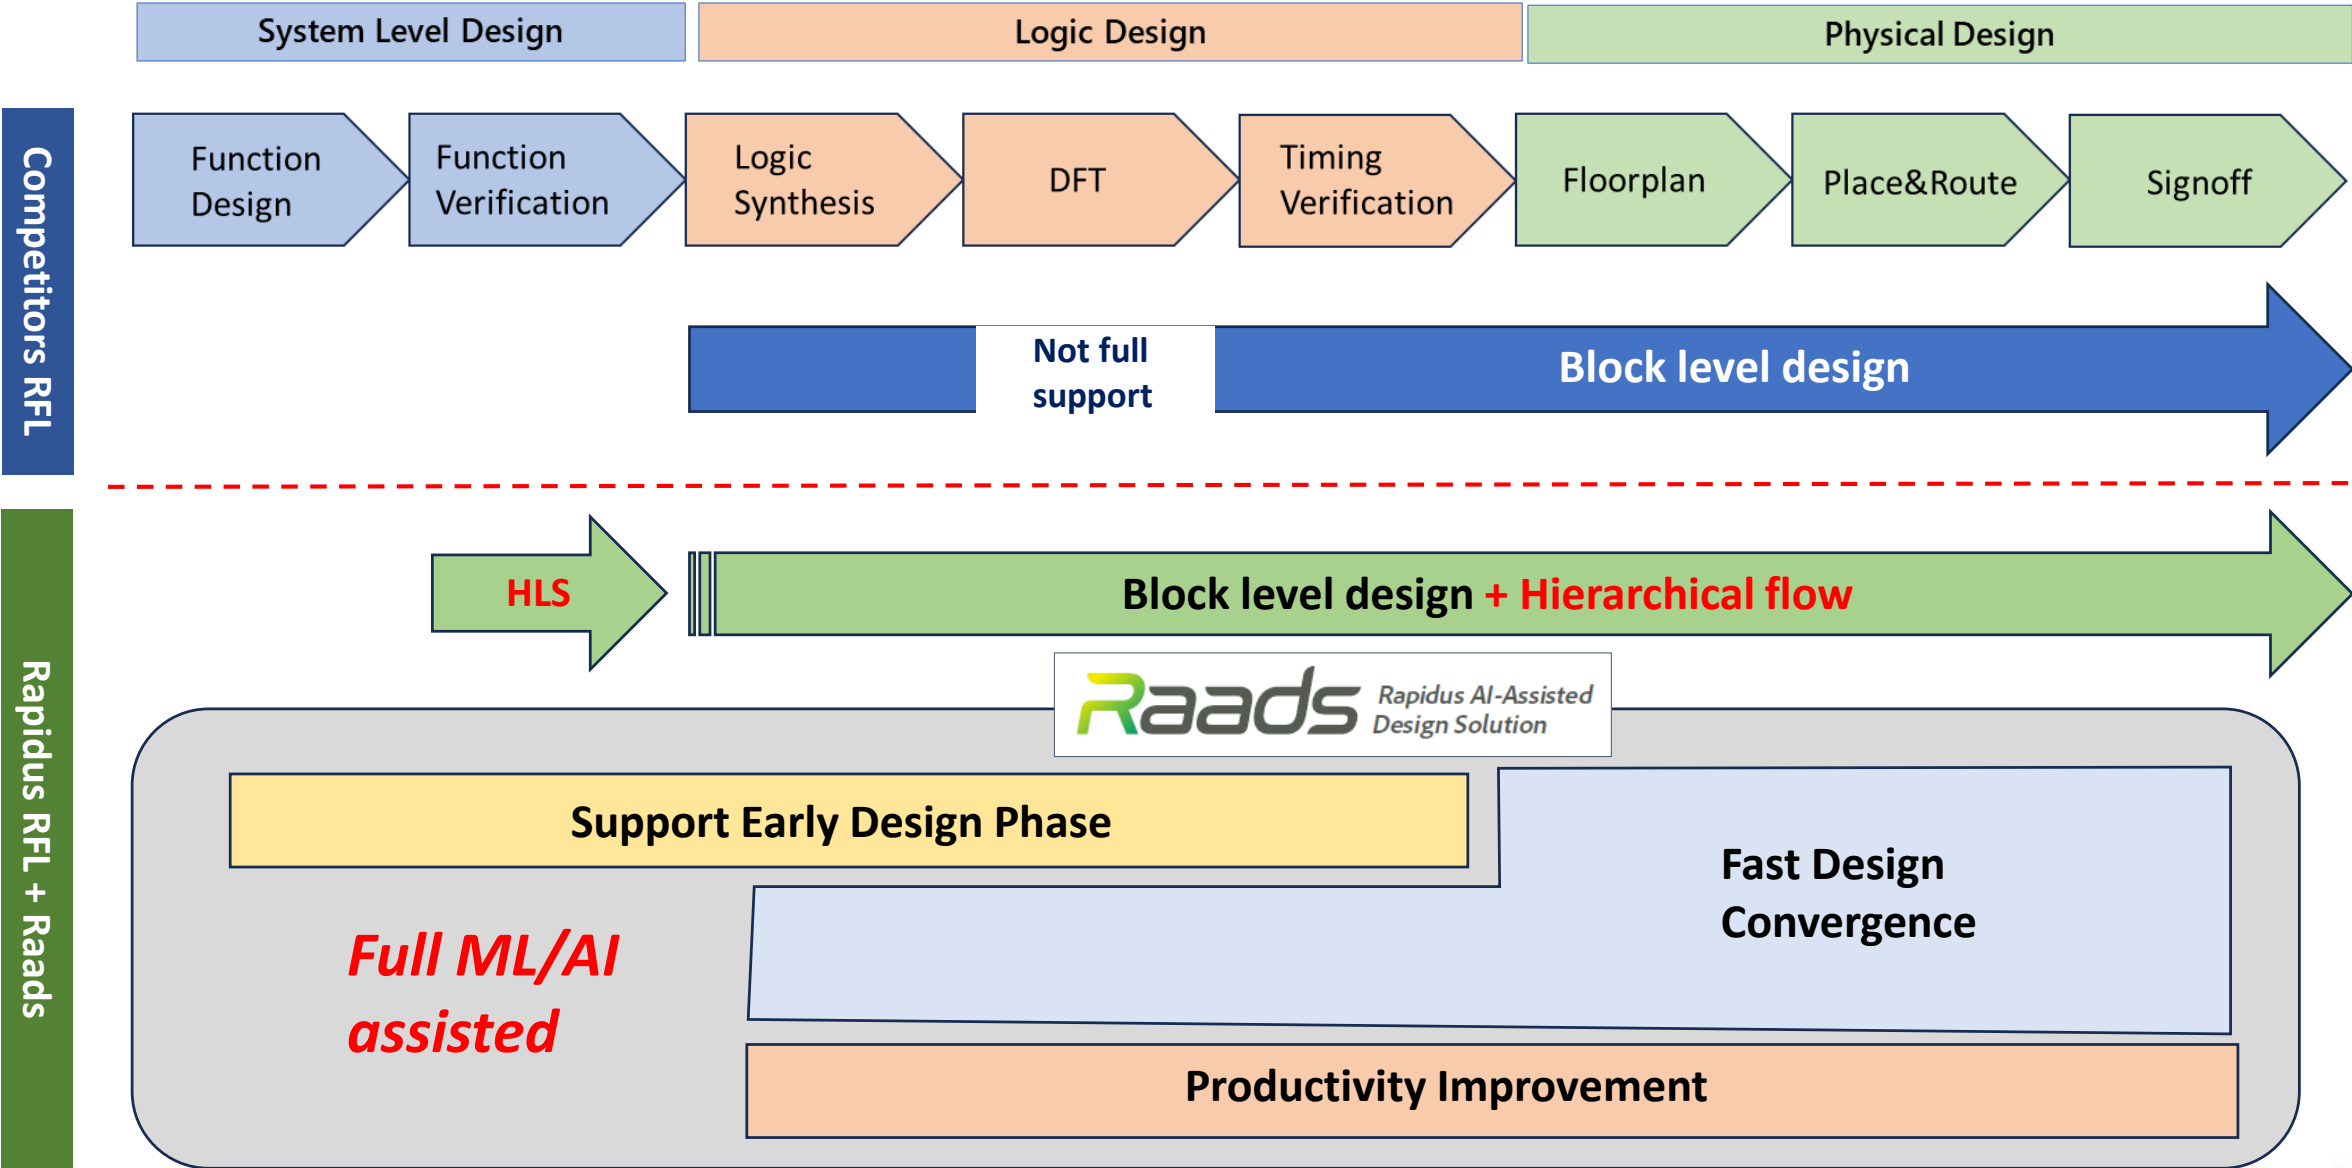 System Level Design
Logic Design
Physical Design
Competitors RFL
Function
Design
Function
Verification
Logic
Synthesis
DFT
Timing
Verification
Floorplan
Place&Route
Signoff
Not full
support
Block level design
Rapidus RFL + Raads
HLS
Block level design + Hierarchical flow
Raads
Rapidus AI-Assisted
Design Solution
Support Early Design Phase
Fast Design
Convergence
Full ML/AI
assisted
Productivity Improvement